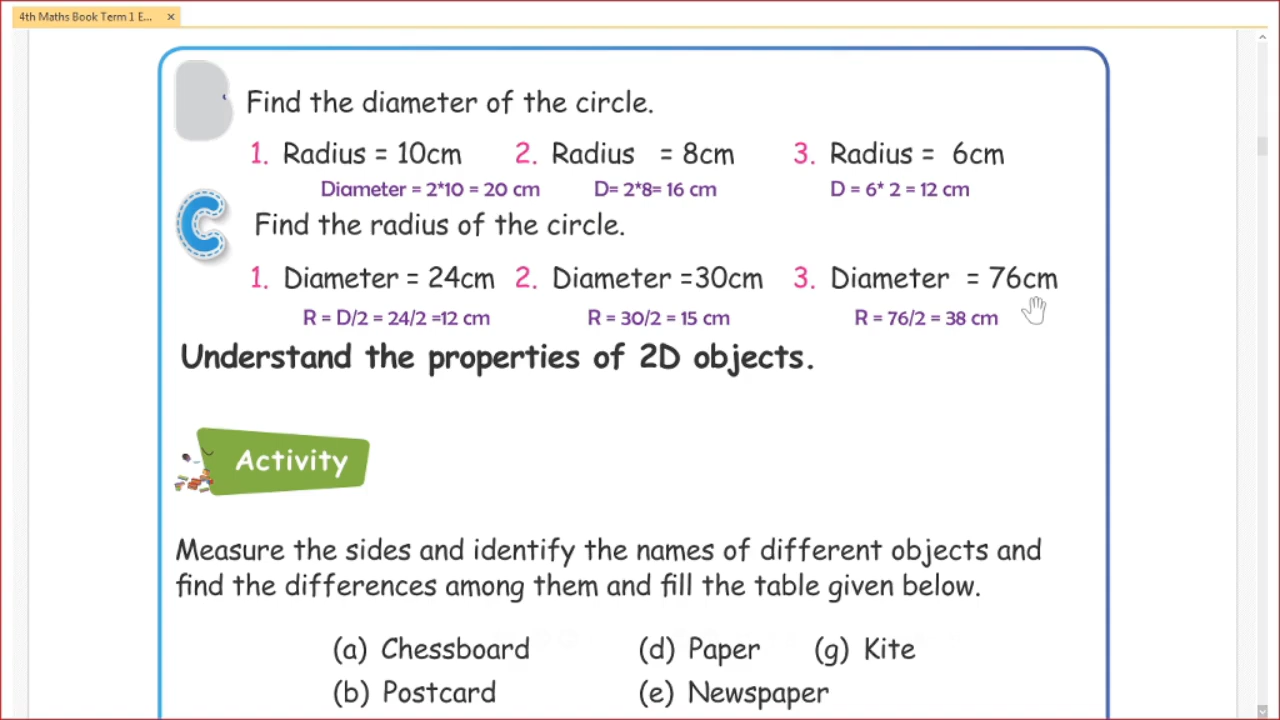 4th Maths Book Term 1 E... ×
Find the diameter of the circle.
1. Radius = 10cm 2. Radius = 8cm 3. Radius = 6cm
Diameter = 2*10 = 20 cm D= 2*8= 16 cm D = 6* 2 = 12 cm
C Find the radius of the circle.
1. Diameter = 24cm 2. Diameter =30cm 3. Diameter = 76cm
R = D/2 = 24/2 =12 cm R = 30/2 = 15 cm R = 76/2 = 38 cm
Understand the properties of 2D objects.
Activity
Measure the sides and identify the names of different objects and
find the differences among them and fill the table given below.
(a) Chessboard (d) Paper (g) Kite
(b) Postcard (e) Newspaper